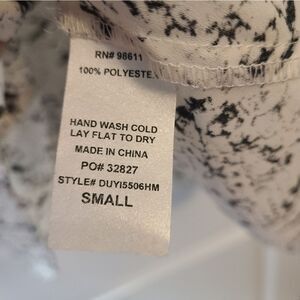 RN# 98611
100% POLYESTE
HAND WASH COLD
LAY FLAT TO DRY
MADE IN CHINA
PO# 32827
STYLE# DUYI5506HM
SMALL